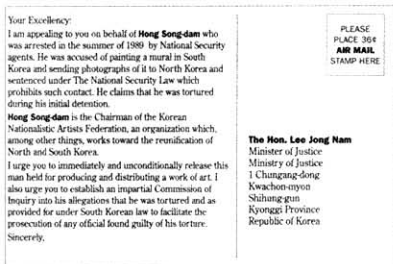 Your Excellency:
I am appealing to you on behalf of Hong Song-dam who
was arrested in the summer of 1989 by National Security
agents. He was accused of painting a mural in South
Korea and sending photographs of it to North Korea and
sentenced under The National Security Law which
prohibits such contact. He claims that he was tortured
during his initial detention.
Hong Song-dam is the Chairman of the Korean
Nationalistic Artists Federation, an organization which,
among other things, works toward the reunification of
North and South Korea.
I urge you to immediately and unconditionally release this
man held for producing and distributing a work of art. I
also urge you to establish an impartial Commission of
Inquiry into his allegations that he was tortured and as
provided for under South Korean law to facilitate the
prosecution of any official found guilty of his torture.
Sincerely,
PLEASE
PLACE 36¢
AIR MAIL
STAMP HERE
The Hon. Lee Jong Nam
Minister of Justice
Ministry of Justice
1 Chungang-dong
Kwachon-myon
Shihung-gun
Kyonggi Province
Republic of Korea